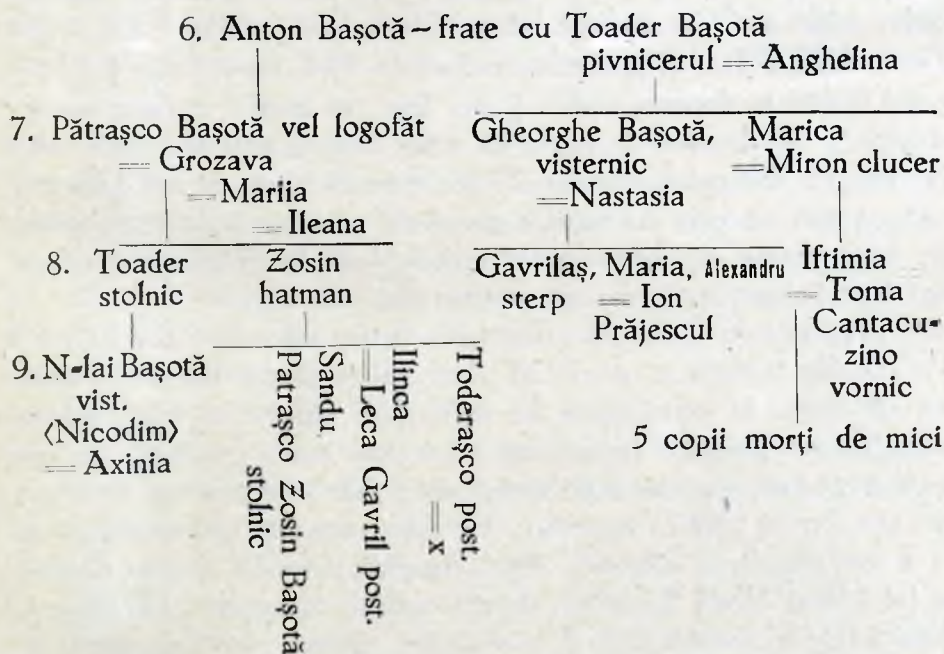 6. Anton Bașotă – frate cu Toader Bașotă
pivnicerul = Anghelina
7. Pătrașco Bașotă vel logofăt
= Grozava
= Mariia
= Ileana
Gheorghe Bașotă,
visternic
= Nastasia
Marica
= Miron clucer
8. Toader
stolnic
Zosin
hatman
Gavrilaș, Maria, Alexandru
sterp = Ion
Prăjescul
Iftimia
= Toma
Cantacu-
zino
vornic
9. N-lai Bașotă
vist.
⟨Nicodim⟩
= Axinia
Patrașco Zosin Bașotă
stolnic
Sandu
Ilinca
= Leca Gavril post.
Toderașco post.
= x
5 copii morți de mici